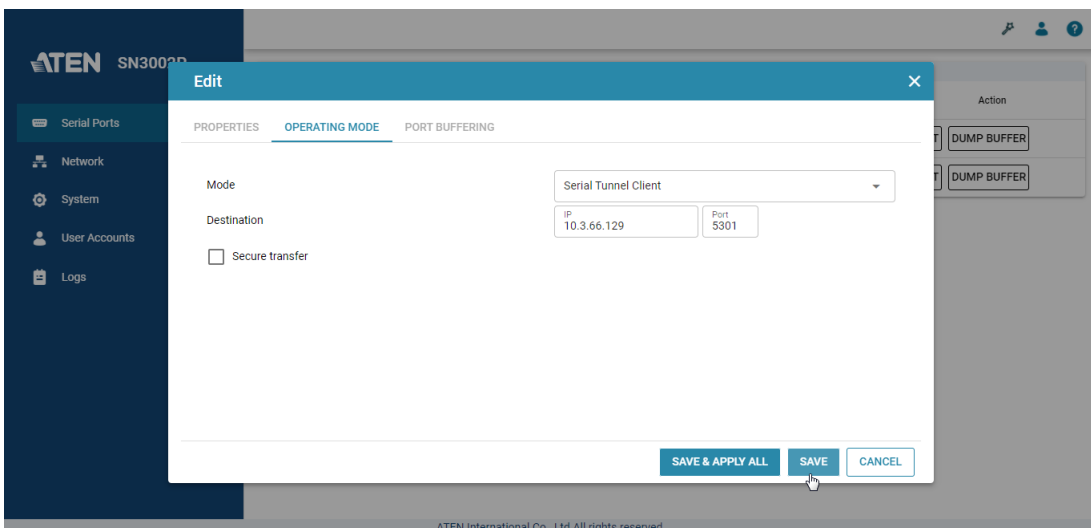 ATEN SN3002P
Edit
Action
Serial Ports
PROPERTIES OPERATING MODE PORT BUFFERING
T DUMP BUFFER
Network
T DUMP BUFFER
Mode
Serial Tunnel Client
System
Destination
IP
10.3.66.129
Port
5301
User Accounts
Secure transfer
Logs
SAVE & APPLY ALL SAVE CANCEL
ATEN International Co., Ltd All rights reserved.